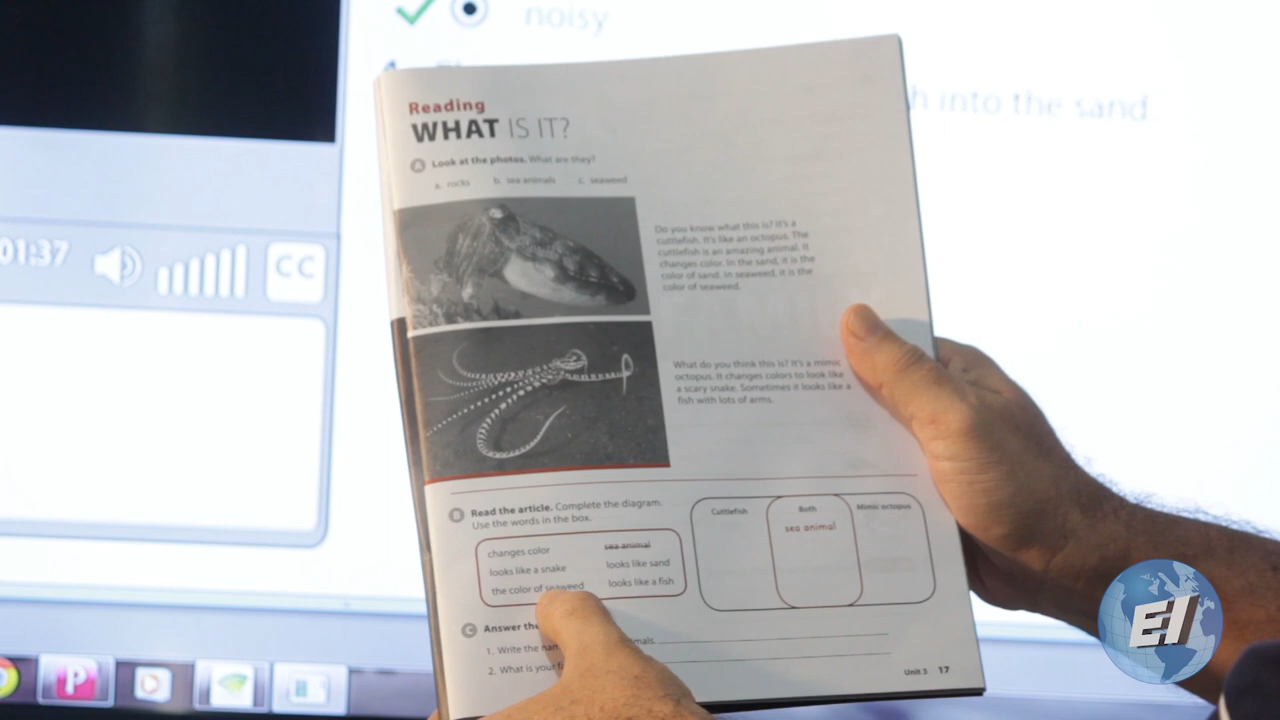 noisy
h into the sand.
01:37
CC
Reading
WHAT IS IT?
A Look at the photos. What are they?
a. rocks b. sea animals c. seaweed
Do you know what this is? It's a
cuttlefish. It's like an octopus. The
cuttlefish is an amazing animal. It
changes color. In the sand, it is the
color of sand. In seaweed, it is the
color of seaweed.
What do you think this is? It's a mimic
octopus. It changes colors to look like
a scary snake. Sometimes it looks like a
fish with lots of arms.
B Read the article. Complete the diagram.
Use the words in the box.
changes color sea animal
looks like a snake looks like sand
the color of seaweed looks like a fish
Cuttlefish Both Mimic octopus
sea animal
C Answer the
1. Write the
2. What is your
Unit 3 17
P
EI